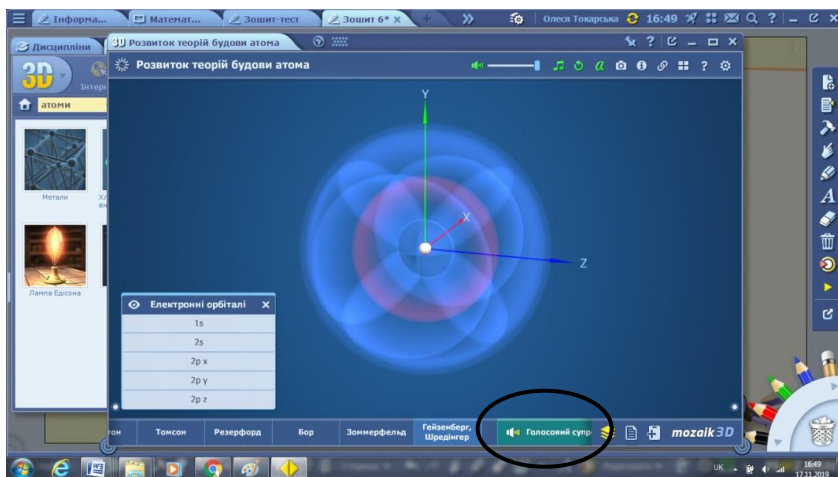 Інформа...
Математ...
Зошит-тест
Зошит 6*
Олеся Токарська
16:49
Дисципліни
3D Розвиток теорій будови атома
3D
Розвиток теорій будови атома
атоми
Метали
Лампа Едісона
Y
X
Z
Електронні орбіталі
1s
2s
2p x
2p y
2p z
Томсон
Резерфорд
Бор
Зоммерфельд
Гейзенберг,
Шредінгер
Голосовий супр
mozaik3D
UK
16:49
17.11.2019